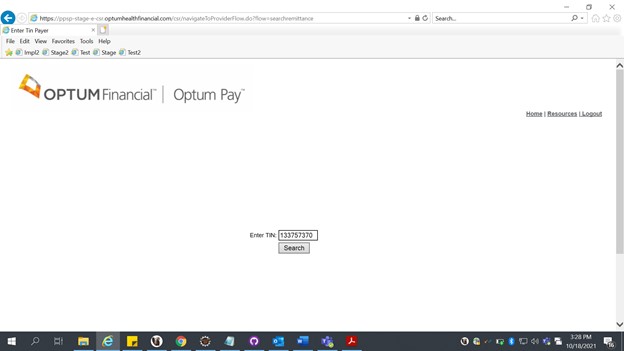 https://ppsp-stage-e-csr.optumhealthfinancial.com/csr/navigateToProviderFlow.do?flow=searchremittance
Search...
Enter Tin Payer
File Edit View Favorites Tools Help
Impl2 Stage2 Test Stage Test2
OPTUM Financial™ | Optum Pay™
Home | Resources | Logout
Enter TIN: 133757370
Search
3:28 PM
10/18/2021